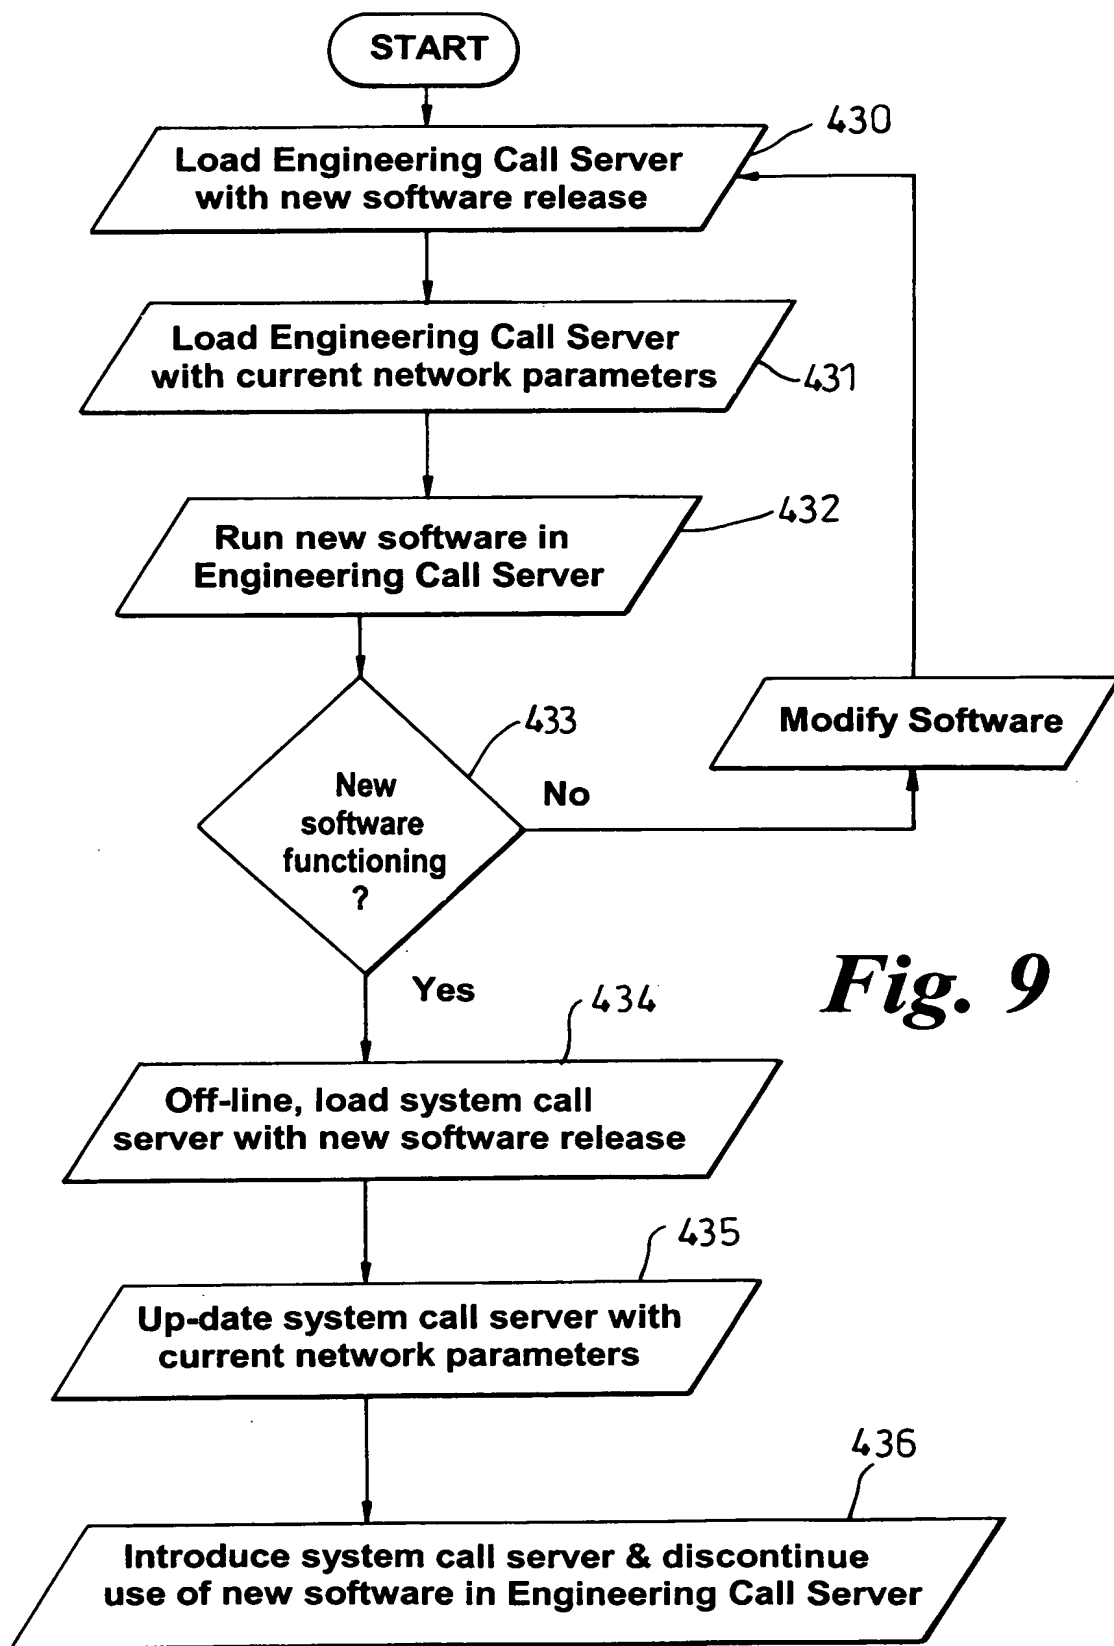 START
430
Load Engineering Call Server
with new software release
Load Engineering Call Server
with current network parameters
431
432
Run new software in
Engineering Call Server
433
Modify Software
New
software
functioning
?
No
Yes
Fig. 9
434
Off-line, load system call
server with new software release
435
Up-date system call server with
current network parameters
436
Introduce system call server & discontinue
use of new software in Engineering Call Server